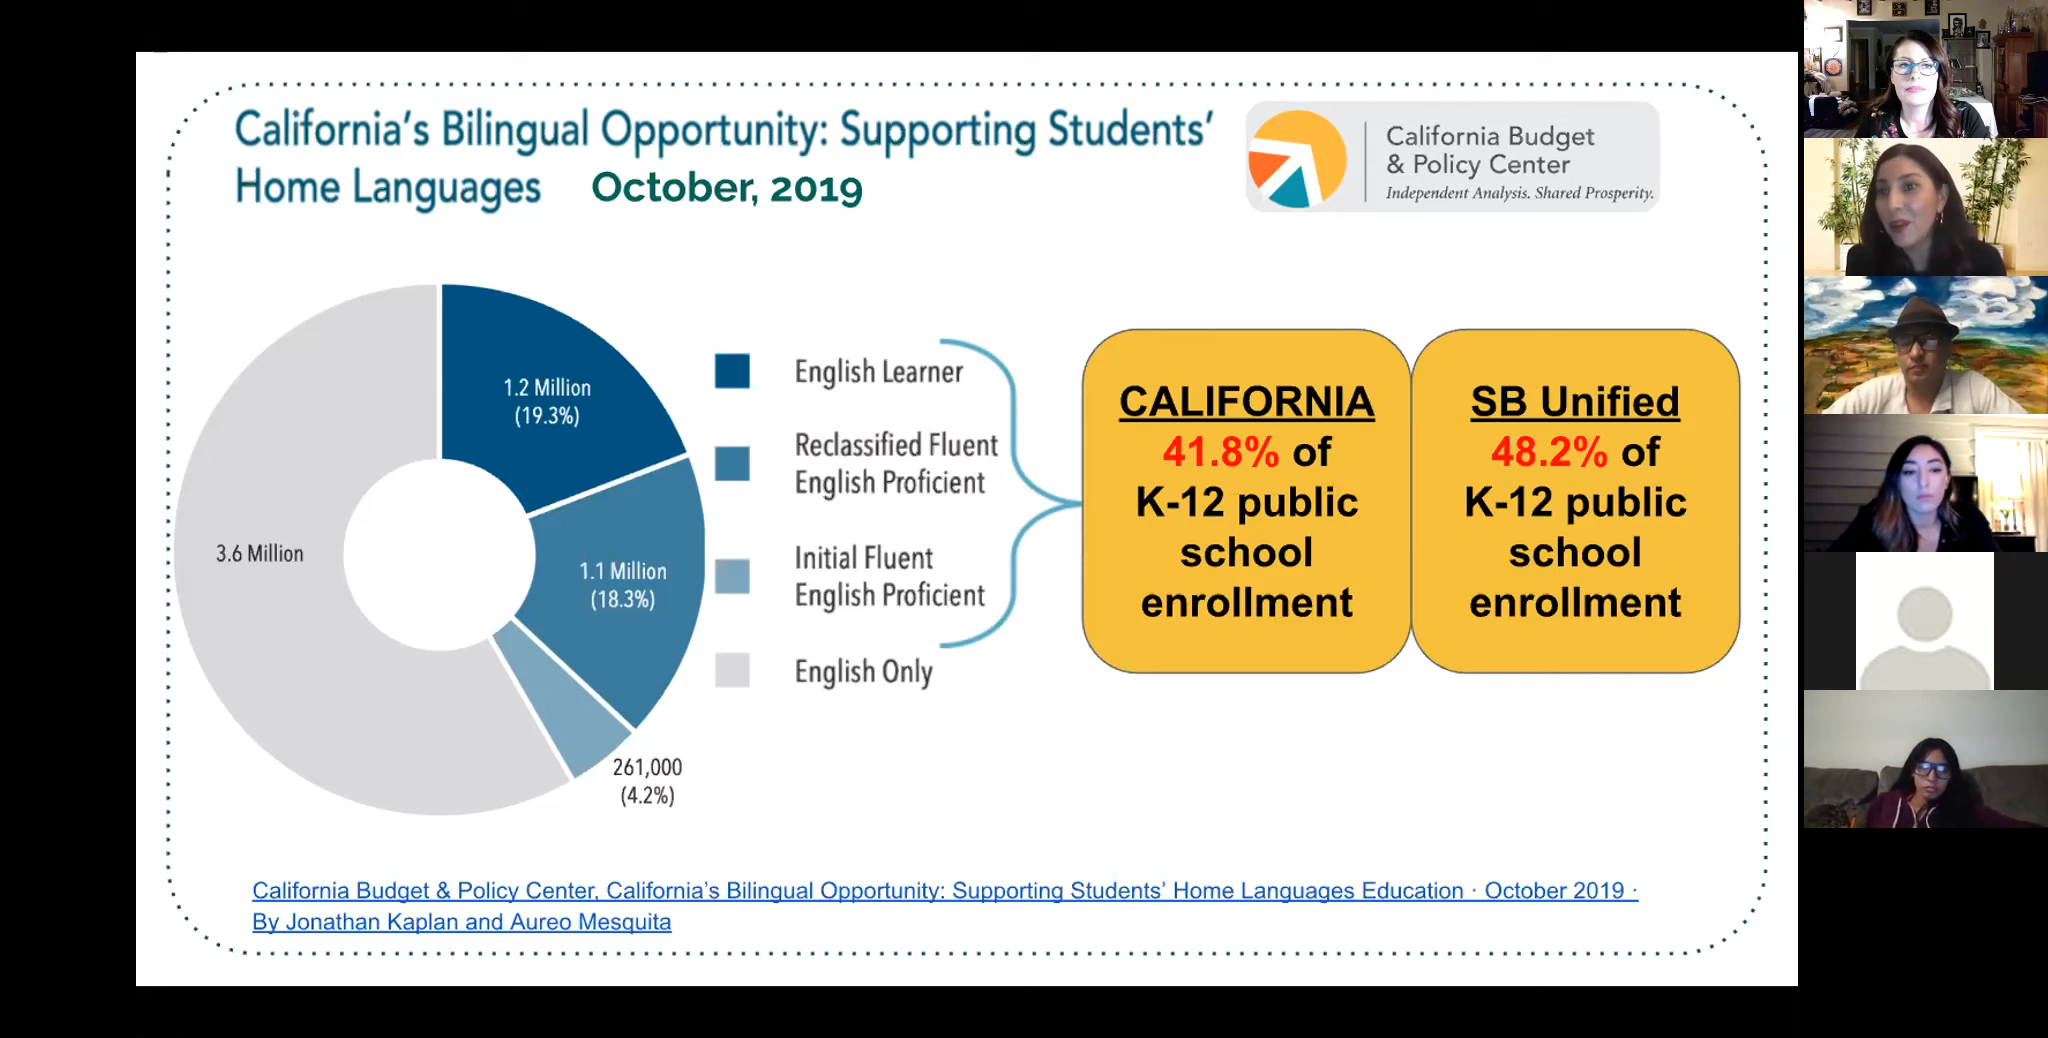 California's Bilingual Opportunity: Supporting Students'
Home Languages October, 2019
California Budget
& Policy Center
Independent Analysis. Shared Prosperity.
1.2 Million
(19.3%)
1.1 Million
(18.3%)
261,000
(4.2%)
3.6 Million
English Learner
Reclassified Fluent
English Proficient
Initial Fluent
English Proficient
English Only
CALIFORNIA
41.8% of
K-12 public
school
enrollment
SB Unified
48.2% of
K-12 public
school
enrollment
California Budget & Policy Center, California's Bilingual Opportunity: Supporting Students' Home Languages Education · October 2019 ·
By Jonathan Kaplan and Aureo Mesquita